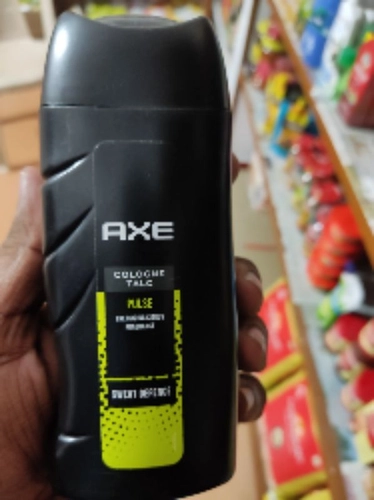 AXE
COLOGNE
TALC
PULSE
SWEAT DEFENCE